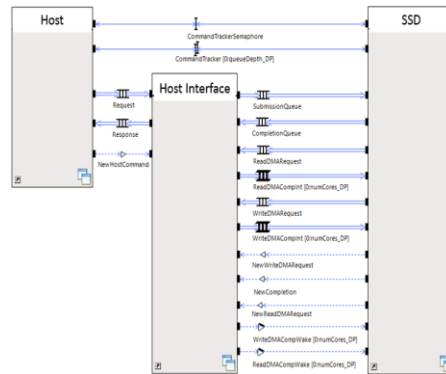 Host
SSD
CommandTrackerSemaphore
CommandTracker [0:queueDepth_DP]
Host Interface
Request
Response
NewHostCommand
SubmissionQueue
CompletionQueue
ReadDMARequest
ReadDMACompInt [0:numCores_DP]
WriteDMARequest
WriteDMACompInt [0:numCores_DP]
NewWriteDMARequest
NewCompletion
NewReadDMARequest
WriteDMACompWake [0:numCores_DP]
ReadDMACompWake [0:numCores_DP]